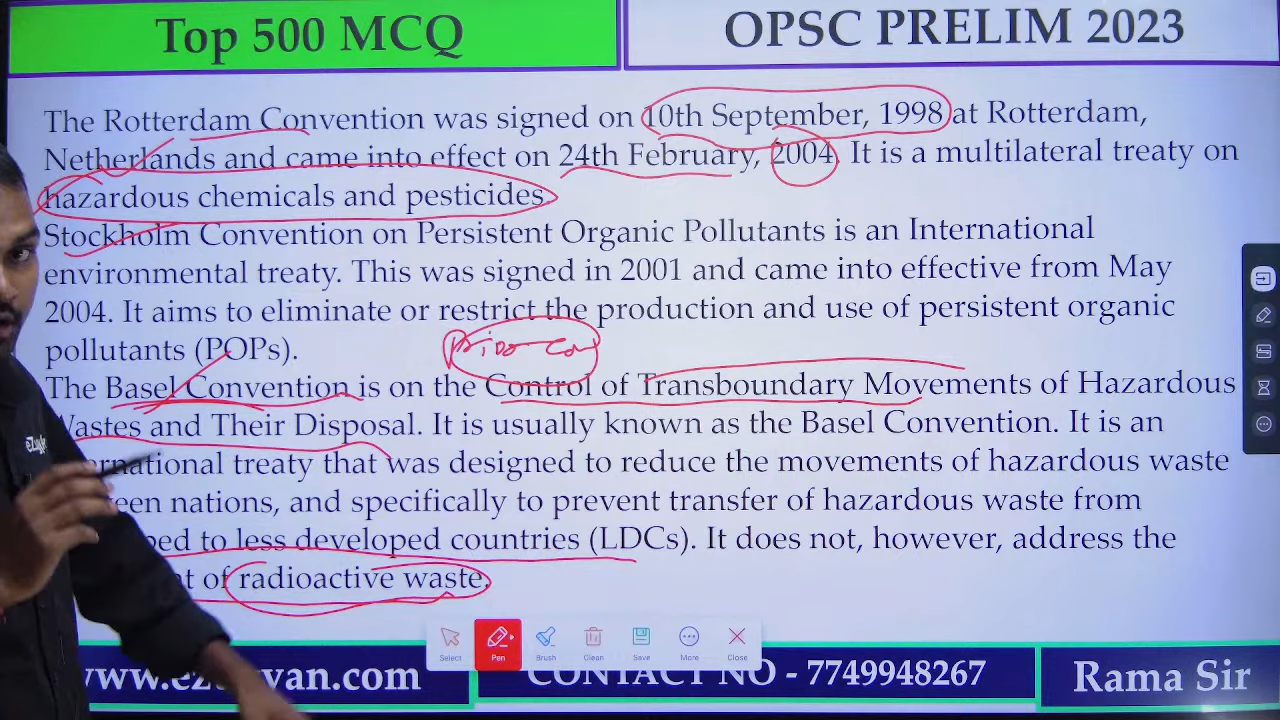 Top 500 MCQ
OPSC PRELIM 2023
The Rotterdam Convention was signed on 10th September, 1998 at Rotterdam,
Netherlands and came into effect on 24th February, 2004. It is a multilateral treaty on
hazardous chemicals and pesticides.
Stockholm Convention on Persistent Organic Pollutants is an International
environmental treaty. This was signed in 2001 and came into effective from May
2004. It aims to eliminate or restrict the production and use of persistent organic
pollutants (POPs).
The Basel Convention is on the Control of Transboundary Movements of Hazardous
Wastes and Their Disposal. It is usually known as the Basel Convention. It is an
treaty that was designed to reduce the movements of hazardous waste
nations, and specifically to prevent transfer of hazardous waste from
to less developed countries (LDCs). It does not, however, address the
of radioactive waste.
Select
Pen
Brush
Clean
Save
More
Close
CONTACT NO - 7749948267
Rama Sir